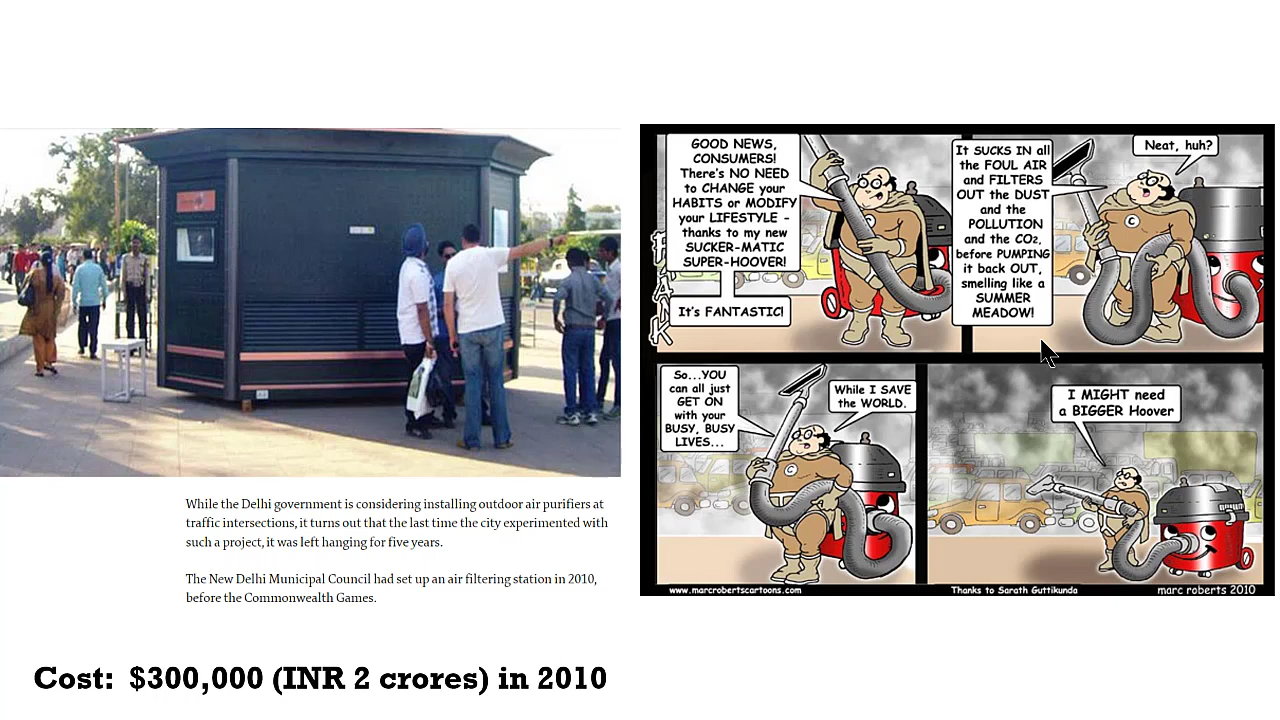 While the Delhi government is considering installing outdoor air purifiers at
traffic intersections, it turns out that the last time the city experimented with
such a project, it was left hanging for five years.
The New Delhi Municipal Council had set up an air filtering station in 2010,
before the Commonwealth Games.
Cost: $300,000 (INR 2 crores) in 2010
FRANK
GOOD NEWS,
CONSUMERS!
There's NO NEED
to CHANGE your
HABITS or MODIFY
your LIFESTYLE -
thanks to my new
SUCKER-MATIC
SUPER-HOOVER!
It's FANTASTIC!
It SUCKS IN all
the FOUL AIR
and FILTERS
OUT the DUST
and the
POLLUTION
and the CO2,
before PUMPING
it back OUT,
smelling like a
SUMMER
MEADOW!
Neat, huh?
So...YOU
can all just
GET ON
with your
BUSY, BUSY
LIVES...
While I SAVE
the WORLD.
I MIGHT need
a BIGGER Hoover
www.marcrobertscartoons.com
Thanks to Sarath Guttikunda
marc roberts 2010